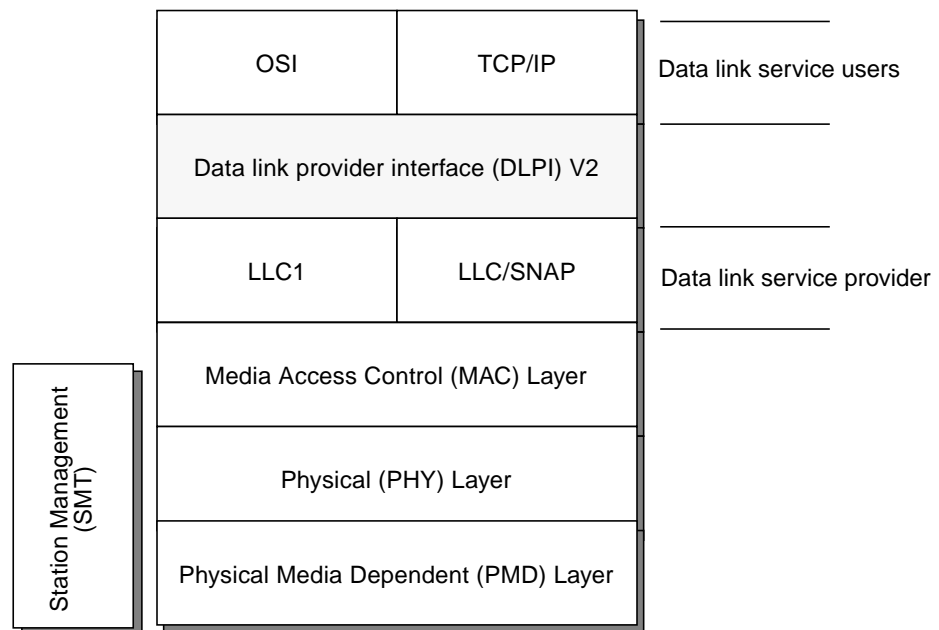 OSI
TCP/IP
Data link service users
Data link provider interface (DLPI) V2
LLC1
LLC/SNAP
Data link service provider
Media Access Control (MAC) Layer
Physical (PHY) Layer
Physical Media Dependent (PMD) Layer
Station Management
(SMT)